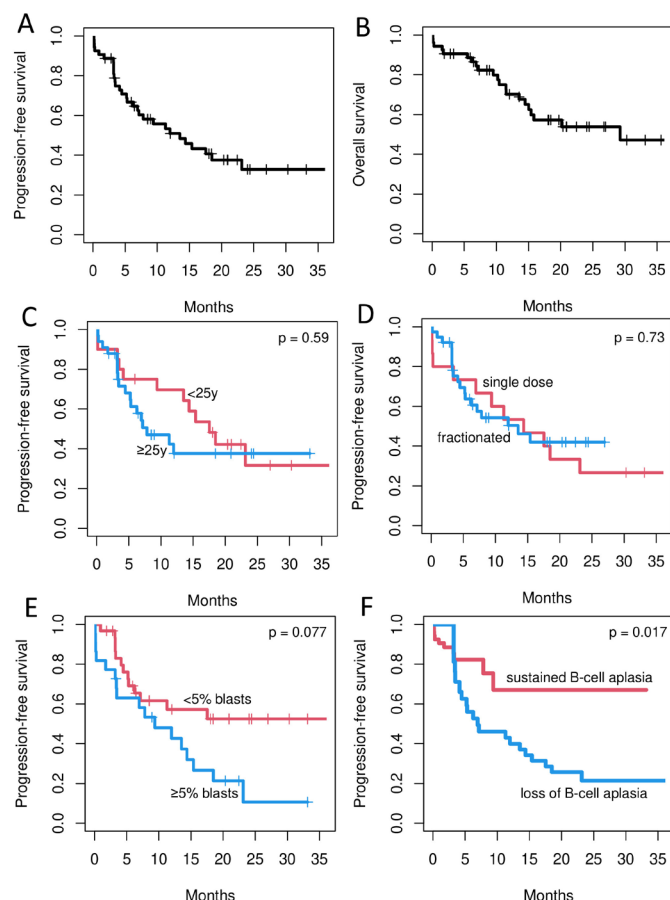 A
Progression-free survival
0.0 0.2 0.4 0.6 0.8 1.0
0 5 10 15 20 25 30 35
Months
B
Overall survival
0.0 0.2 0.4 0.6 0.8 1.0
0 5 10 15 20 25 30 35
Months
C
Progression-free survival
0.0 0.2 0.4 0.6 0.8 1.0
p = 0.59
<25y
≥25y
0 5 10 15 20 25 30 35
Months
D
Progression-free survival
0.0 0.2 0.4 0.6 0.8 1.0
p = 0.73
single dose
fractionated
0 5 10 15 20 25 30 35
Months
E
Progression-free survival
0.0 0.2 0.4 0.6 0.8 1.0
p = 0.077
<5% blasts
≥5% blasts
0 5 10 15 20 25 30 35
Months
F
Progression-free survival
0.0 0.2 0.4 0.6 0.8 1.0
p = 0.017
sustained B-cell aplasia
loss of B-cell aplasia
0 5 10 15 20 25 30 35
Months